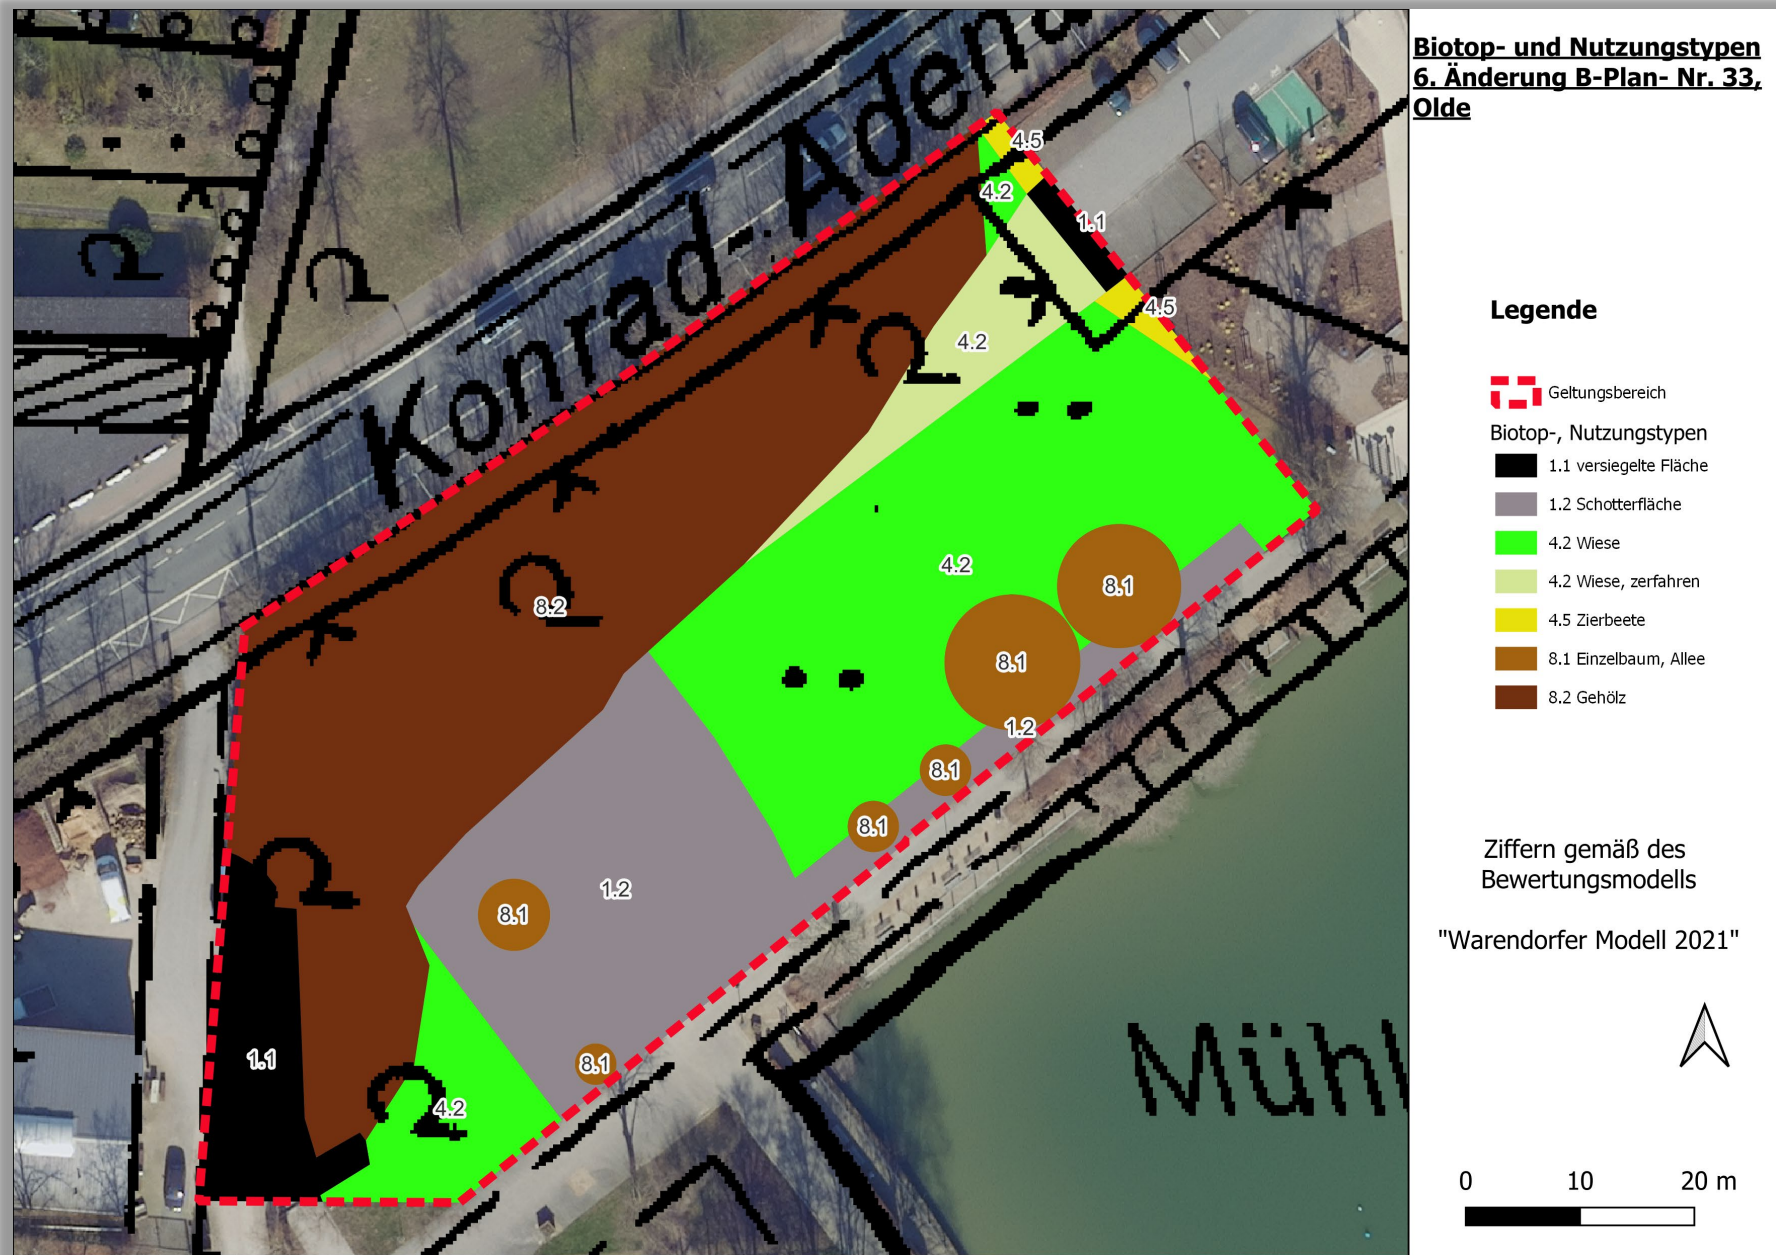 Biotop- und Nutzungstypen
6. Änderung B-Plan- Nr. 33,
Olde
Konrad-Adena
4.5
4.2
1.1
4.5
4.2
4.2
8.1
8.2
8.1
1.2
8.1
8.1
1.2
8.1
1.1
8.1
4.2
Mühl
Legende
Geltungsbereich
Biotop-, Nutzungstypen
1.1 versiegelte Fläche
1.2 Schotterfläche
4.2 Wiese
4.2 Wiese, zerfahren
4.5 Zierbeete
8.1 Einzelbaum, Allee
8.2 Gehölz
Ziffern gemäß des
Bewertungsmodells
"Warendorfer Modell 2021"
0 10 20 m